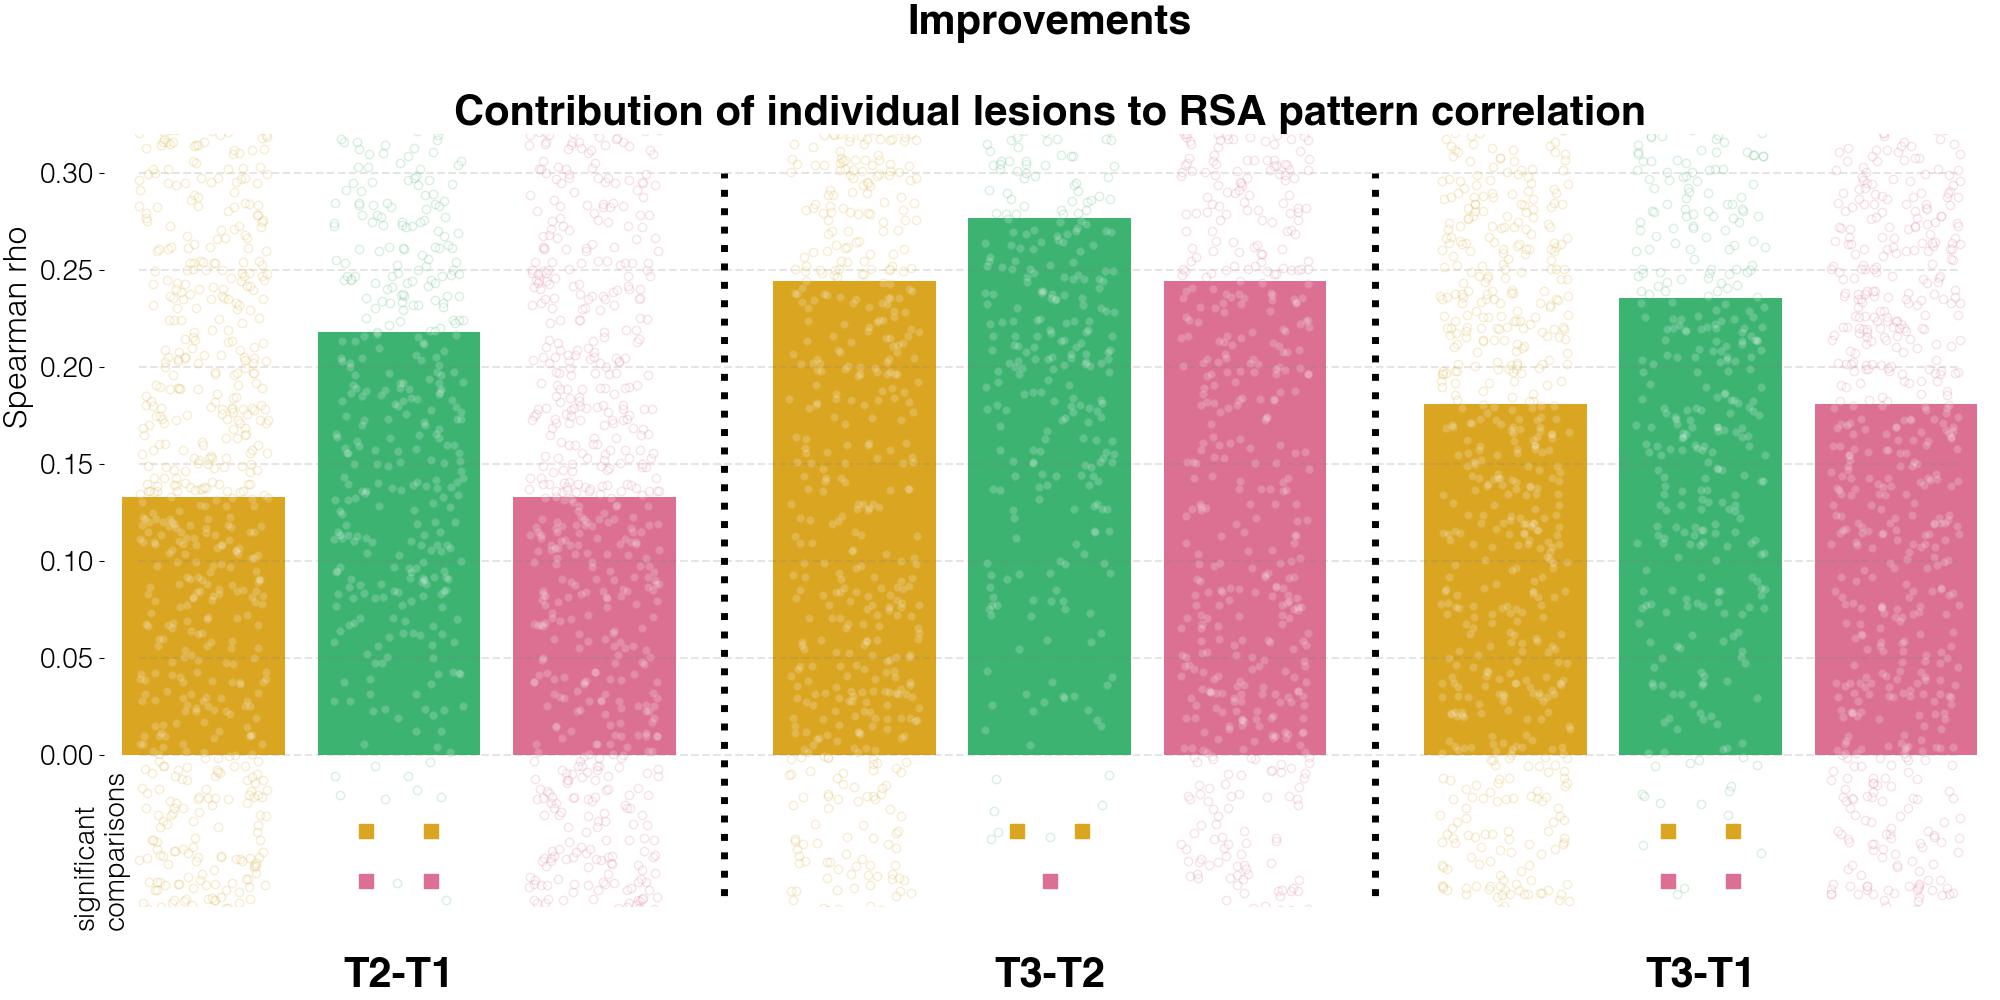 Improvements
Contribution of individual lesions to RSA pattern correlation
Spearman rho
0.30
0.25
0.20
0.15
0.10
0.05
0.00
significant
comparisons
T2-T1
T3-T2
T3-T1